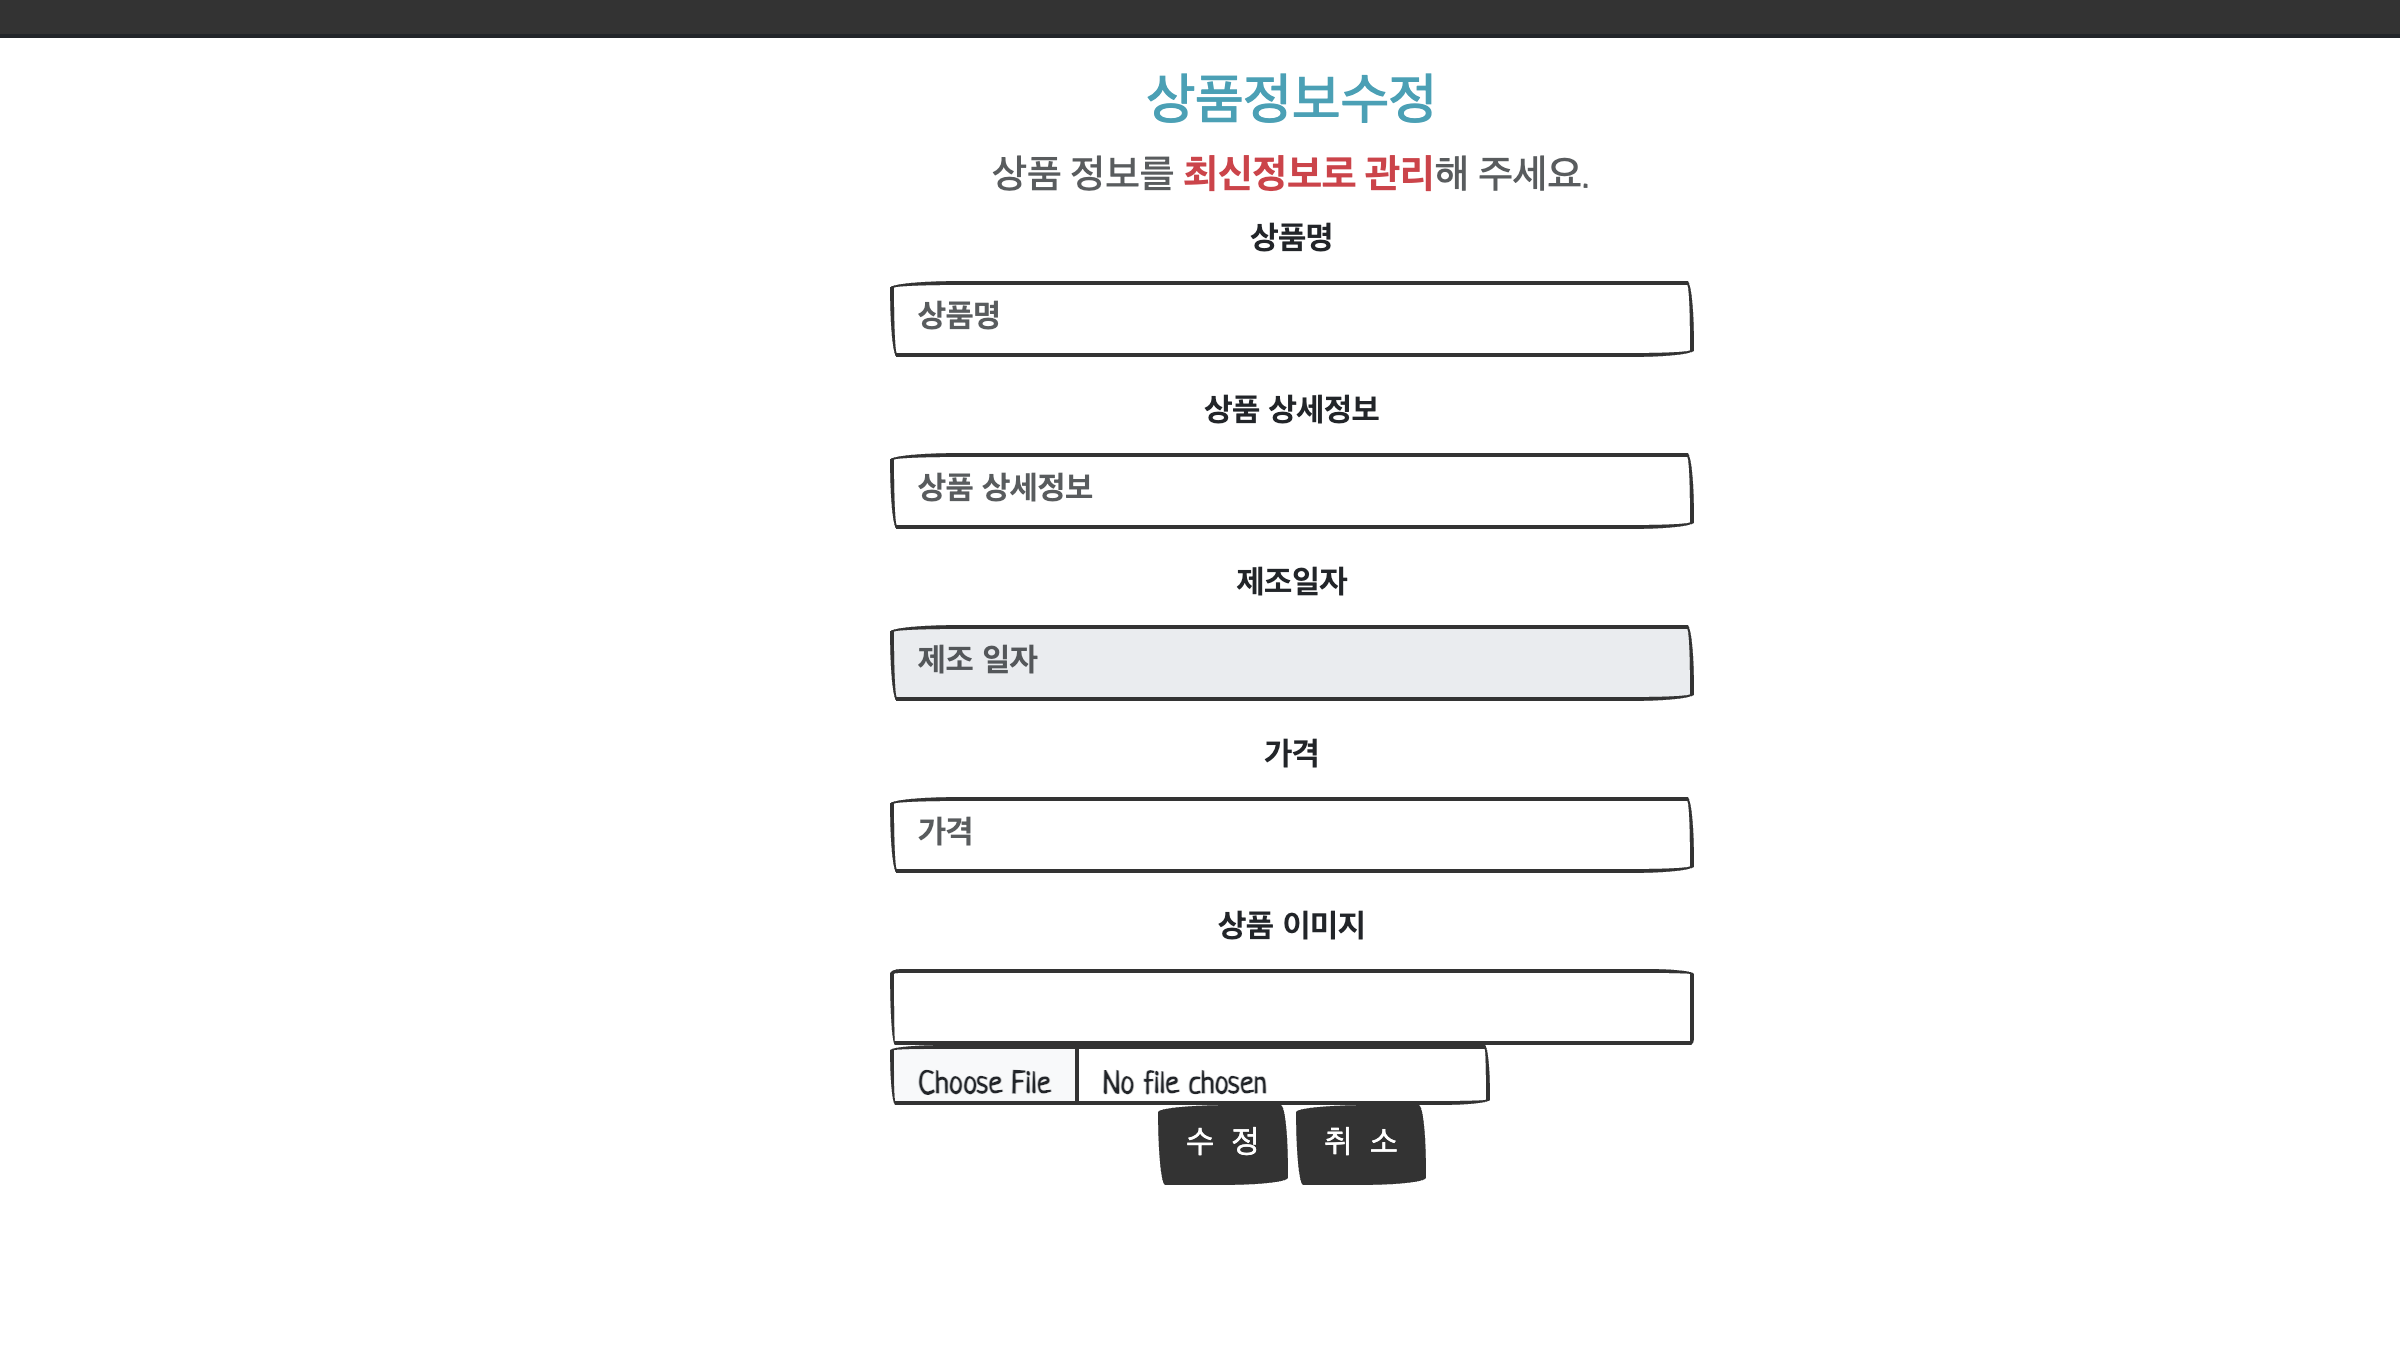 상품정보수정
상품 정보를 최신정보로 관리해 주세요.
상품명
상품명
상품 상세정보
상품 상세정보
제조일자
제조 일자
가격
가격
상품 이미지
Choose File No file chosen
수 정 취 소